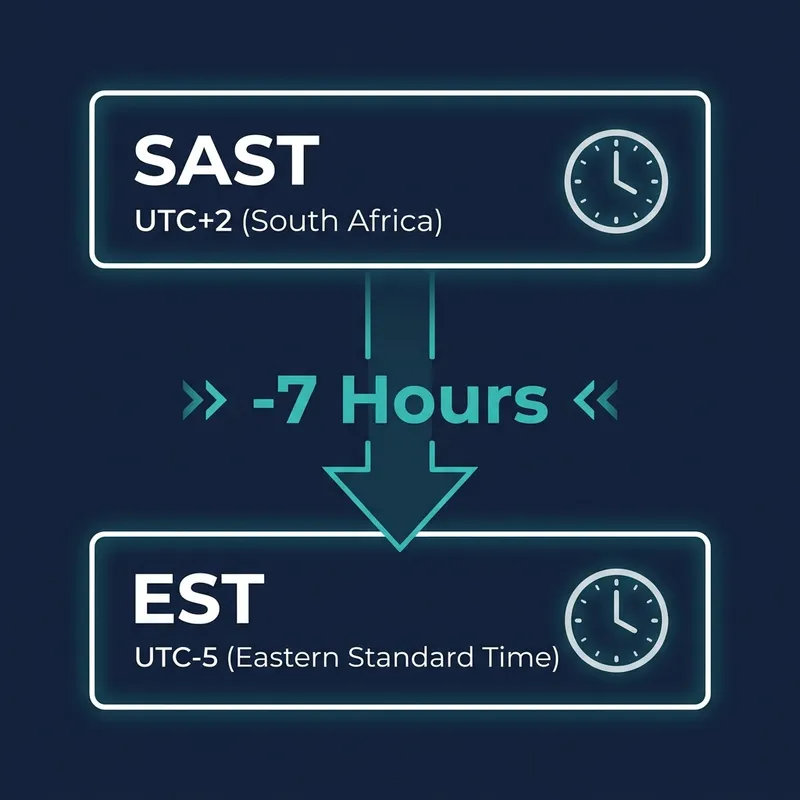 SAST
UTC+2 (South Africa)
» -7 Hours «
EST
UTC-5 (Eastern Standard Time)